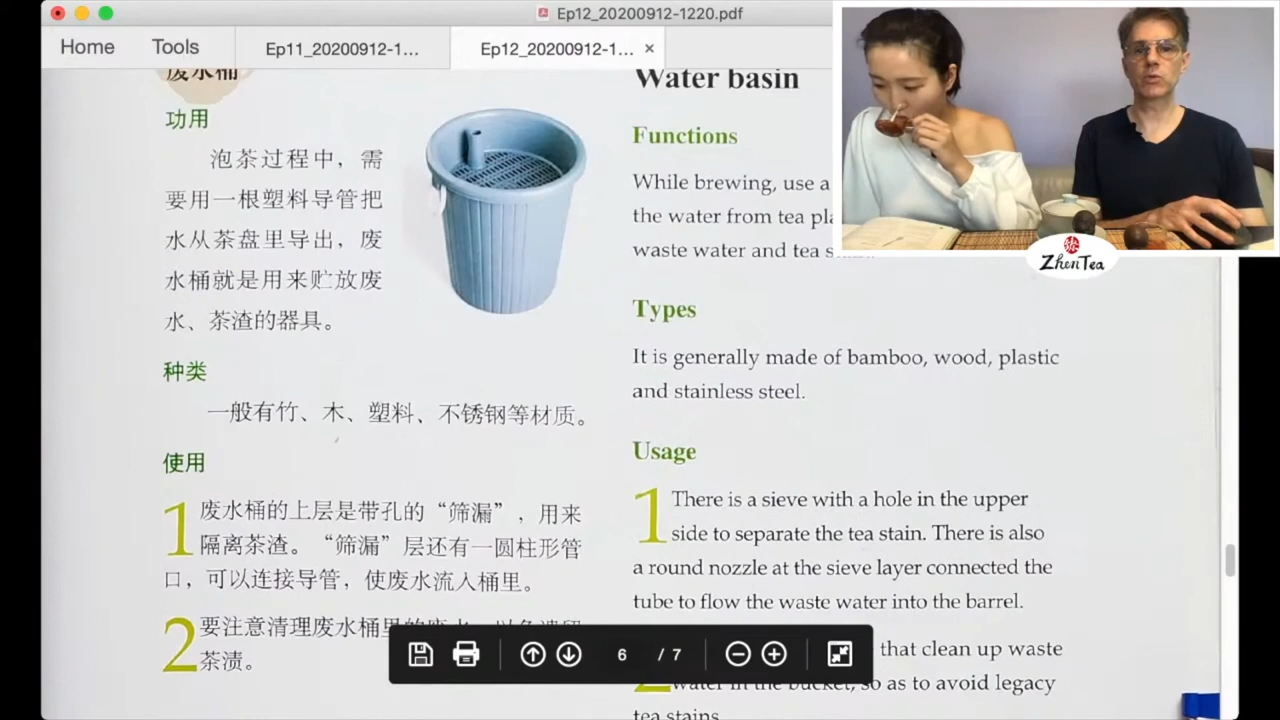 Ep12_20200912-1220.pdf
Home
Tools
Ep11_20200912-1...
Ep12_20200912-1...
废水桶
功用
泡茶过程中，需
要用一根塑料导管把
水从茶盘里导出，废
水桶就是用来贮放废
水、茶渣的器具。
种类
一般有竹、木、塑料、不锈钢等材质。
使用
1 废水桶的上层是带孔的“筛漏”，用来
隔离茶渣。“筛漏”层还有一圆柱形管
口，可以连接导管，使废水流入桶里。
2 要注意清理废水桶里
茶渍。
Water basin
Functions
While brewing, use a
the water from tea
waste water and tea
Types
It is generally made of bamboo, wood, plastic
and stainless steel.
Usage
1 There is a sieve with a hole in the upper
side to separate the tea stain. There is also
a round nozzle at the sieve layer connected the
tube to flow the waste water into the barrel.
that clean up waste
water in the bucket, so as to avoid legacy
tea stains
ZhenTea
6 / 7